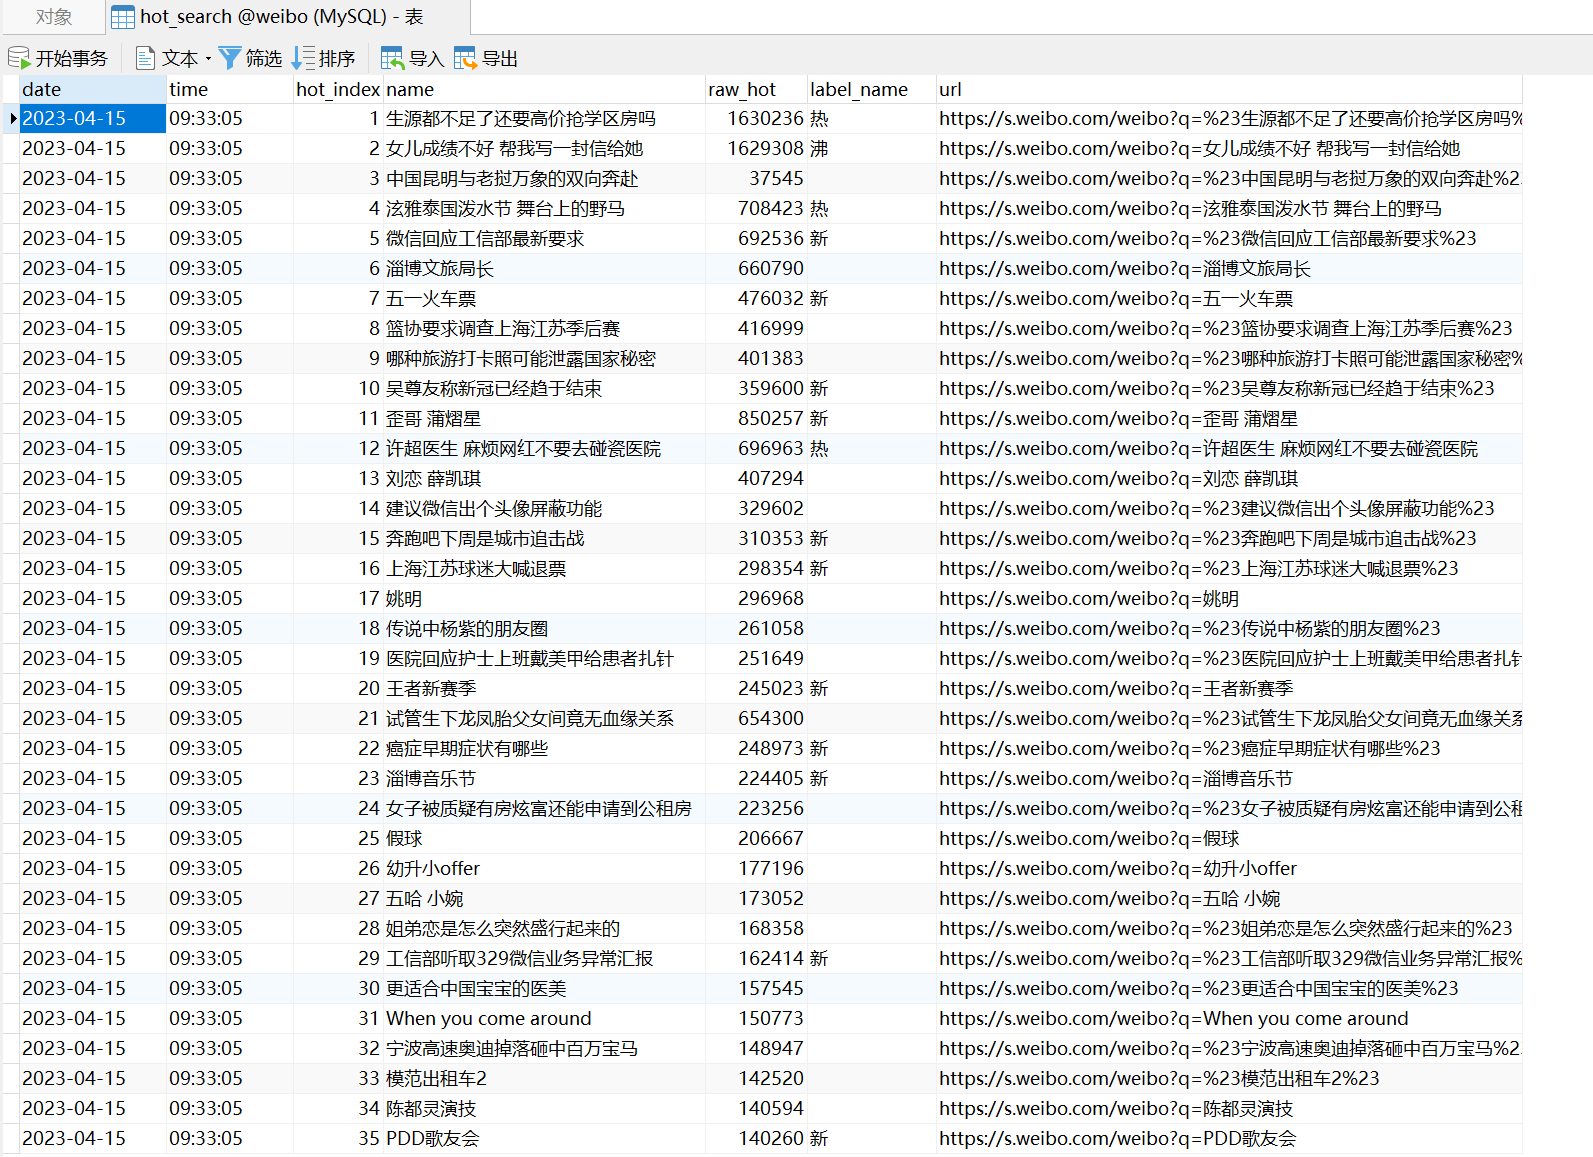 对象 hot_search @weibo (MySQL) - 表
开始事务 文本 筛选 排序 导入 导出
date time hot_index name raw_hot label_name url
2023-04-15 09:33:05 1 生源都不足了还要高价抢学区房吗 1630236 热 https://s.weibo.com/weibo?q=%23生源都不足了还要高价抢学区房吗%
2023-04-15 09:33:05 2 女儿成绩不好 帮我写一封信给她 1629308 沸 https://s.weibo.com/weibo?q=女儿成绩不好 帮我写一封信给她
2023-04-15 09:33:05 3 中国昆明与老挝万象的双向奔赴 37545 https://s.weibo.com/weibo?q=%23中国昆明与老挝万象的双向奔赴%2
2023-04-15 09:33:05 4 泫雅泰国泼水节 舞台上的野马 708423 热 https://s.weibo.com/weibo?q=泫雅泰国泼水节 舞台上的野马
2023-04-15 09:33:05 5 微信回应工信部最新要求 692536 新 https://s.weibo.com/weibo?q=%23微信回应工信部最新要求%23
2023-04-15 09:33:05 6 淄博文旅局长 660790 https://s.weibo.com/weibo?q=淄博文旅局长
2023-04-15 09:33:05 7 五一火车票 476032 新 https://s.weibo.com/weibo?q=五一火车票
2023-04-15 09:33:05 8 篮协要求调查上海江苏季后赛 416999 https://s.weibo.com/weibo?q=%23篮协要求调查上海江苏季后赛%23
2023-04-15 09:33:05 9 哪种旅游打卡照可能泄露国家秘密 401383 https://s.weibo.com/weibo?q=%23哪种旅游打卡照可能泄露国家秘密%
2023-04-15 09:33:05 10 吴尊友称新冠已经趋于结束 359600 新 https://s.weibo.com/weibo?q=%23吴尊友称新冠已经趋于结束%23
2023-04-15 09:33:05 11 歪哥 蒲熠星 850257 新 https://s.weibo.com/weibo?q=歪哥 蒲熠星
2023-04-15 09:33:05 12 许超医生 麻烦网红不要去碰瓷医院 696963 热 https://s.weibo.com/weibo?q=许超医生 麻烦网红不要去碰瓷医院
2023-04-15 09:33:05 13 刘恋 薛凯琪 407294 https://s.weibo.com/weibo?q=刘恋 薛凯琪
2023-04-15 09:33:05 14 建议微信出个头像屏蔽功能 329602 https://s.weibo.com/weibo?q=%23建议微信出个头像屏蔽功能%23
2023-04-15 09:33:05 15 奔跑吧下周是城市追击战 310353 新 https://s.weibo.com/weibo?q=%23奔跑吧下周是城市追击战%23
2023-04-15 09:33:05 16 上海江苏球迷大喊退票 298354 新 https://s.weibo.com/weibo?q=%23上海江苏球迷大喊退票%23
2023-04-15 09:33:05 17 姚明 296968 https://s.weibo.com/weibo?q=姚明
2023-04-15 09:33:05 18 传说中杨紫的朋友圈 261058 https://s.weibo.com/weibo?q=%23传说中杨紫的朋友圈%23
2023-04-15 09:33:05 19 医院回应护士上班戴美甲给患者扎针 251649 https://s.weibo.com/weibo?q=%23医院回应护士上班戴美甲给患者扎针
2023-04-15 09:33:05 20 王者新赛季 245023 新 https://s.weibo.com/weibo?q=王者新赛季
2023-04-15 09:33:05 21 试管生下龙凤胎父女间竟无血缘关系 654300 https://s.weibo.com/weibo?q=%23试管生下龙凤胎父女间竟无血缘关系
2023-04-15 09:33:05 22 癌症早期症状有哪些 248973 新 https://s.weibo.com/weibo?q=%23癌症早期症状有哪些%23
2023-04-15 09:33:05 23 淄博音乐节 224405 新 https://s.weibo.com/weibo?q=淄博音乐节
2023-04-15 09:33:05 24 女子被质疑有房炫富还能申请到公租房 223256 https://s.weibo.com/weibo?q=%23女子被质疑有房炫富还能申请到公租
2023-04-15 09:33:05 25 假球 206667 https://s.weibo.com/weibo?q=假球
2023-04-15 09:33:05 26 幼升小offer 177196 https://s.weibo.com/weibo?q=幼升小offer
2023-04-15 09:33:05 27 五哈 小婉 173052 https://s.weibo.com/weibo?q=五哈 小婉
2023-04-15 09:33:05 28 姐弟恋是怎么突然盛行起来的 168358 https://s.weibo.com/weibo?q=%23姐弟恋是怎么突然盛行起来的%23
2023-04-15 09:33:05 29 工信部听取329微信业务异常汇报 162414 新 https://s.weibo.com/weibo?q=%23工信部听取329微信业务异常汇报%
2023-04-15 09:33:05 30 更适合中国宝宝的医美 157545 https://s.weibo.com/weibo?q=%23更适合中国宝宝的医美%23
2023-04-15 09:33:05 31 When you come around 150773 https://s.weibo.com/weibo?q=When you come around
2023-04-15 09:33:05 32 宁波高速奥迪掉落砸中百万宝马 148947 https://s.weibo.com/weibo?q=%23宁波高速奥迪掉落砸中百万宝马%2
2023-04-15 09:33:05 33 模范出租车2 142520 https://s.weibo.com/weibo?q=%23模范出租车2%23
2023-04-15 09:33:05 34 陈都灵演技 140594 https://s.weibo.com/weibo?q=陈都灵演技
2023-04-15 09:33:05 35 PDD歌友会 140260 新 https://s.weibo.com/weibo?q=PDD歌友会